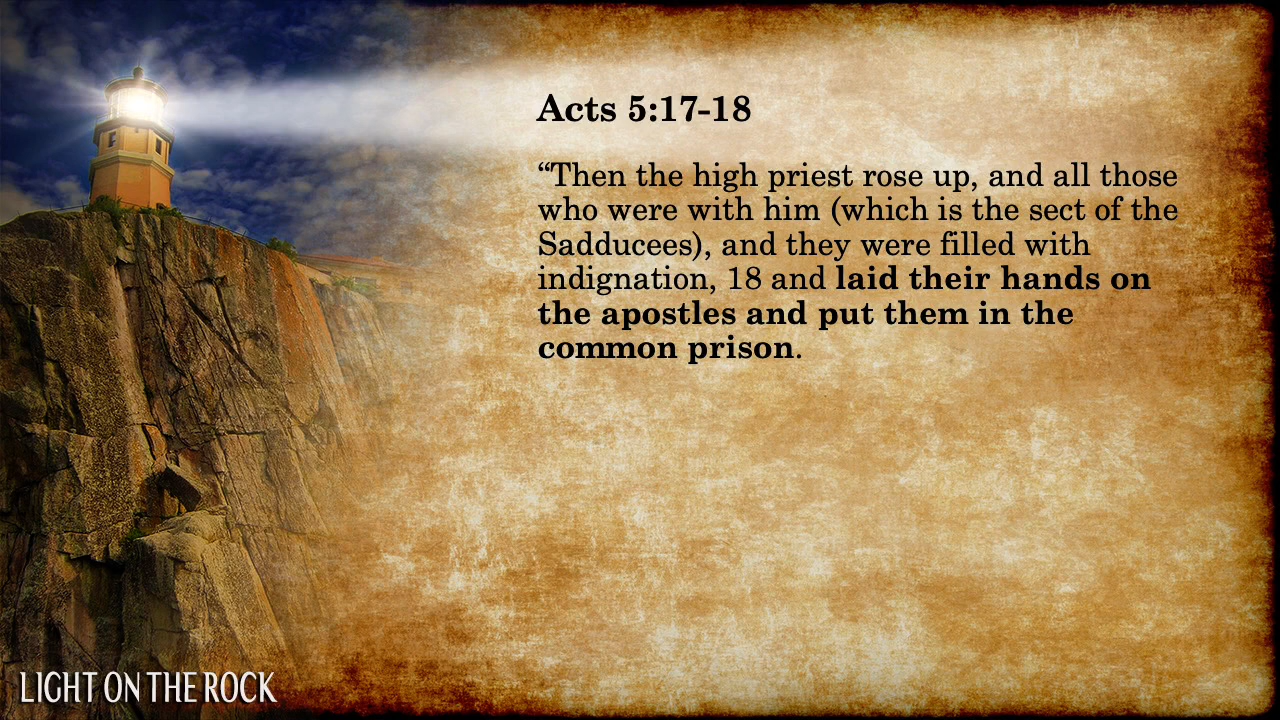 Acts 5:17-18
“Then the high priest rose up, and all those
who were with him (which is the sect of the
Sadducees), and they were filled with
indignation, 18 and laid their hands on
the apostles and put them in the
common prison.
LIGHT ON THE ROCK